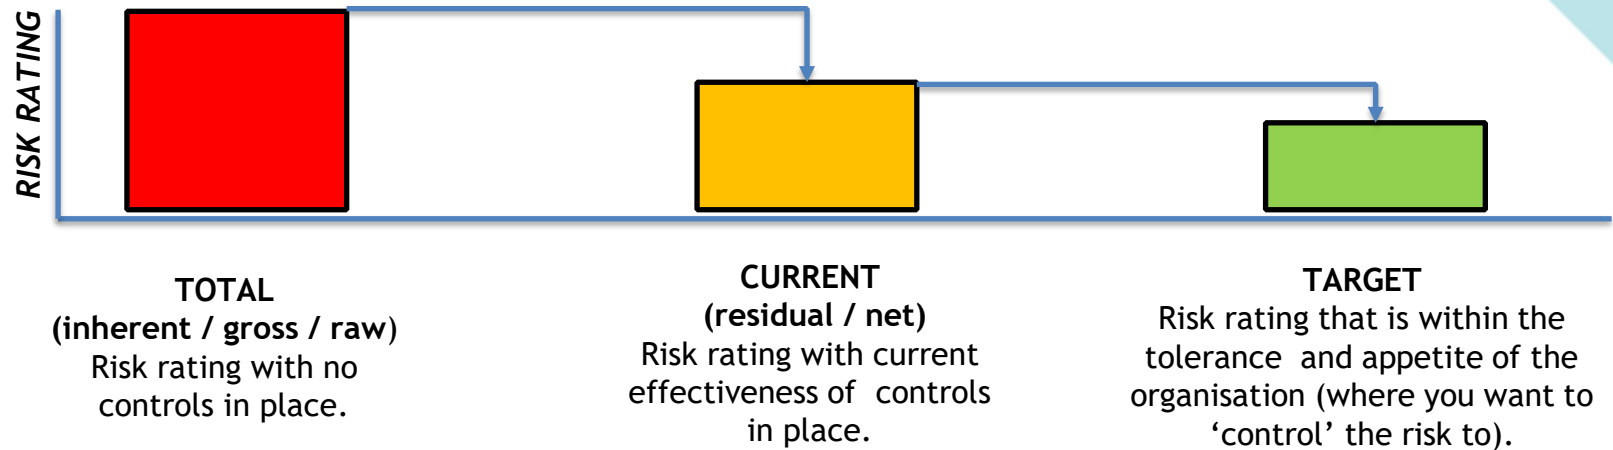 RISK RATING
TOTAL
(inherent / gross / raw)
Risk rating with no
controls in place.
CURRENT
(residual / net)
Risk rating with current
effectiveness of  controls
in place.
TARGET
Risk rating that is within the
tolerance  and appetite of the
organisation (where you want to
‘control’ the risk to).